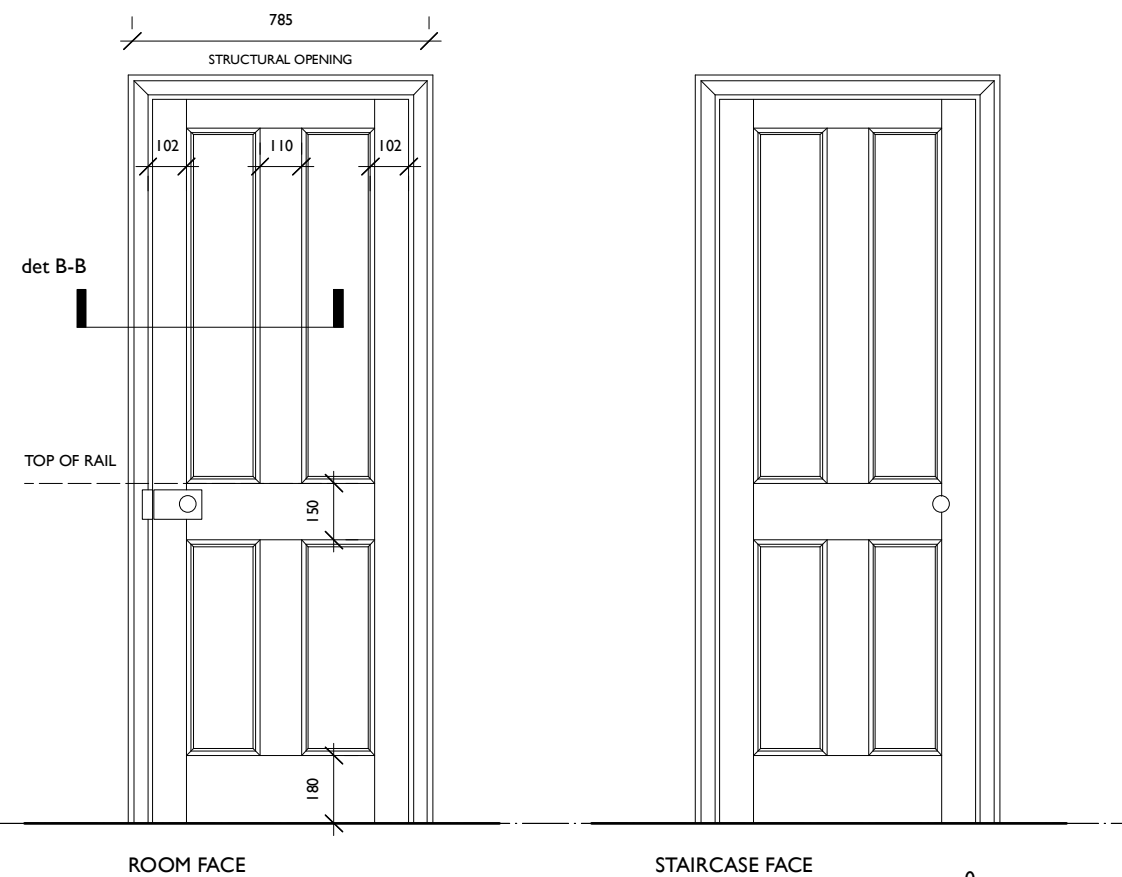 785
STRUCTURAL OPENING
102
110
102
det B-B
TOP OF RAIL
150
180
ROOM FACE
STAIRCASE FACE
0